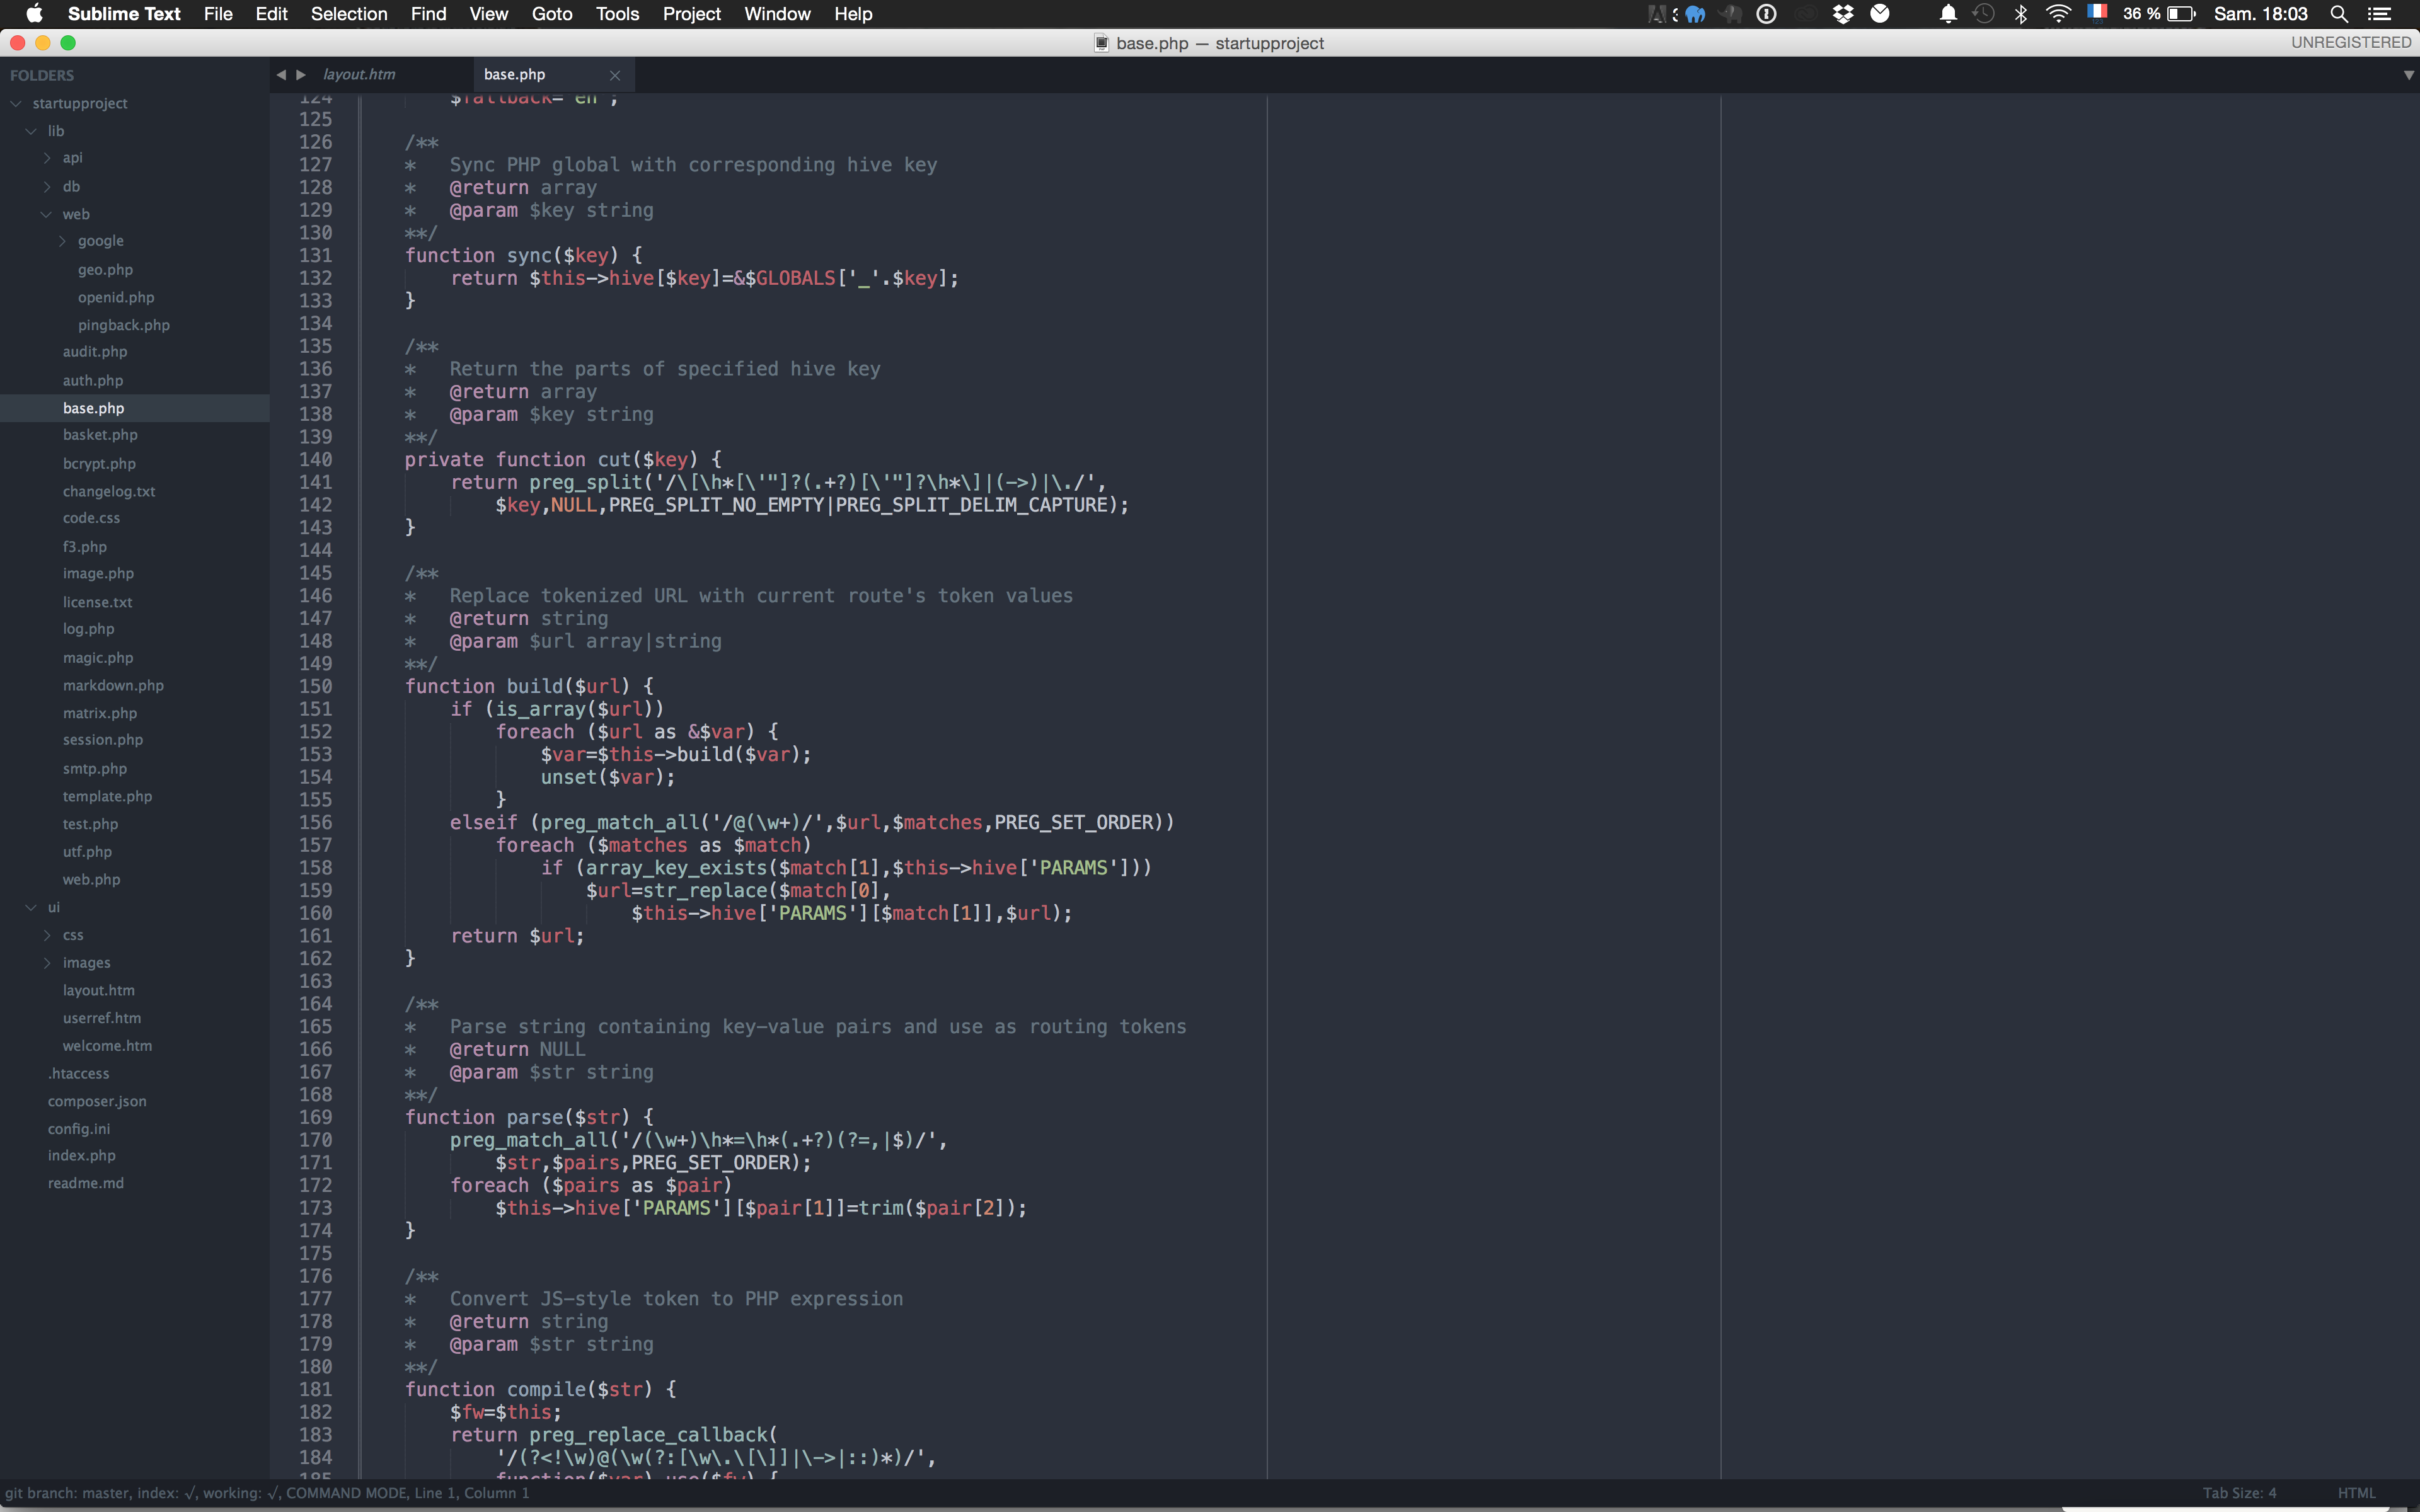 Sublime Text File Edit Selection Find View Goto Tools Project Window Help 36 % Sam. 18:03
base.php — startupproject UNREGISTERED
FOLDERS
startupproject
lib
api
db
web
google
geo.php
openid.php
pingback.php
audit.php
auth.php
base.php
basket.php
bcrypt.php
changelog.txt
code.css
f3.php
image.php
license.txt
log.php
magic.php
markdown.php
matrix.php
session.php
smtp.php
template.php
test.php
utf.php
web.php
ui
css
images
layout.htm
userref.htm
welcome.htm
.htaccess
composer.json
config.ini
index.php
readme.md
layout.htm base.php
124 $fallback='en';
125
126 /**
127 * Sync PHP global with corresponding hive key
128 * @return array
129 * @param $key string
130 **/
131 function sync($key) {
132 return $this->hive[$key]=&$GLOBALS['_'.$key];
133 }
134
135 /**
136 * Return the parts of specified hive key
137 * @return array
138 * @param $key string
139 **/
140 private function cut($key) {
141 return preg_split('/\[\h*[\'"]?(.+?)[\'"]?\h*\]|(->)|\./',
142 $key,NULL,PREG_SPLIT_NO_EMPTY|PREG_SPLIT_DELIM_CAPTURE);
143 }
144
145 /**
146 * Replace tokenized URL with current route's token values
147 * @return string
148 * @param $url array|string
149 **/
150 function build($url) {
151 if (is_array($url))
152 foreach ($url as &$var) {
153 $var=$this->build($var);
154 unset($var);
155 }
156 elseif (preg_match_all('/@(\w+)/',$url,$matches,PREG_SET_ORDER))
157 foreach ($matches as $match)
158 if (array_key_exists($match[1],$this->hive['PARAMS']))
159 $url=str_replace($match[0],
160 $this->hive['PARAMS'][$match[1]],$url);
161 return $url;
162 }
163
164 /**
165 * Parse string containing key-value pairs and use as routing tokens
166 * @return NULL
167 * @param $str string
168 **/
169 function parse($str) {
170 preg_match_all('/(\w+)\h*=\h*(.+?)(?=,|$)/',
171 $str,$pairs,PREG_SET_ORDER);
172 foreach ($pairs as $pair)
173 $this->hive['PARAMS'][$pair[1]]=trim($pair[2]);
174 }
175
176 /**
177 * Convert JS-style token to PHP expression
178 * @return string
179 * @param $str string
180 **/
181 function compile($str) {
182 $fw=$this;
183 return preg_replace_callback(
184 '/(?<!\w)@(\w(?:[\w\.\[\]]|\->|::)*)/',
185 function($var) use($fw) {
git branch: master, index: √, working: √, COMMAND MODE, Line 1, Column 1 Tab Size: 4 HTML